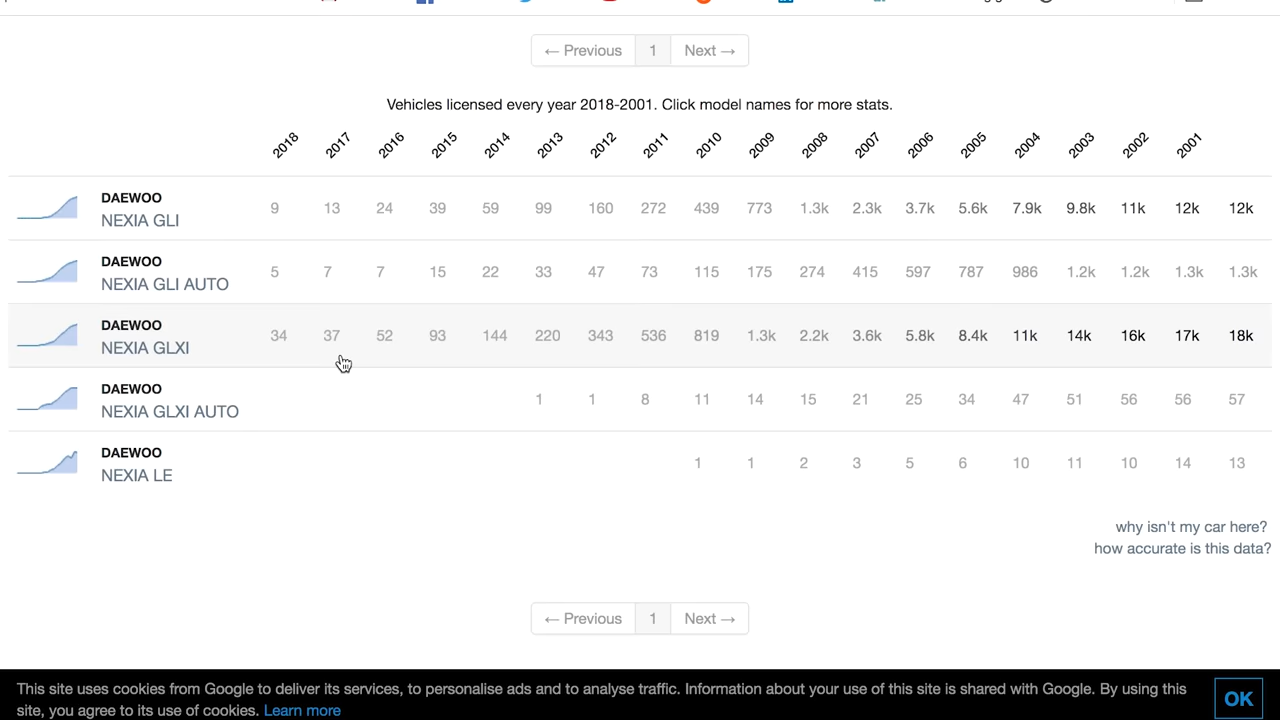 ← Previous 1 Next →
Vehicles licensed every year 2018-2001. Click model names for more stats.
2018 2017 2016 2015 2014 2013 2012 2011 2010 2009 2008 2007 2006 2005 2004 2003 2002 2001
DAEWOO
NEXIA GLI
9 13 24 39 59 99 160 272 439 773 1.3k 2.3k 3.7k 5.6k 7.9k 9.8k 11k 12k 12k
DAEWOO
NEXIA GLI AUTO
5 7 7 15 22 33 47 73 115 175 274 415 597 787 986 1.2k 1.2k 1.3k 1.3k
DAEWOO
NEXIA GLXI
34 37 52 93 144 220 343 536 819 1.3k 2.2k 3.6k 5.8k 8.4k 11k 14k 16k 17k 18k
DAEWOO
NEXIA GLXI AUTO
1 1 8 11 14 15 21 25 34 47 51 56 56 57
DAEWOO
NEXIA LE
1 1 2 3 5 6 10 11 10 14 13
why isn't my car here?
how accurate is this data?
← Previous 1 Next →
This site uses cookies from Google to deliver its services, to personalise ads and to analyse traffic. Information about your use of this site is shared with Google. By using this
site, you agree to its use of cookies. Learn more
OK